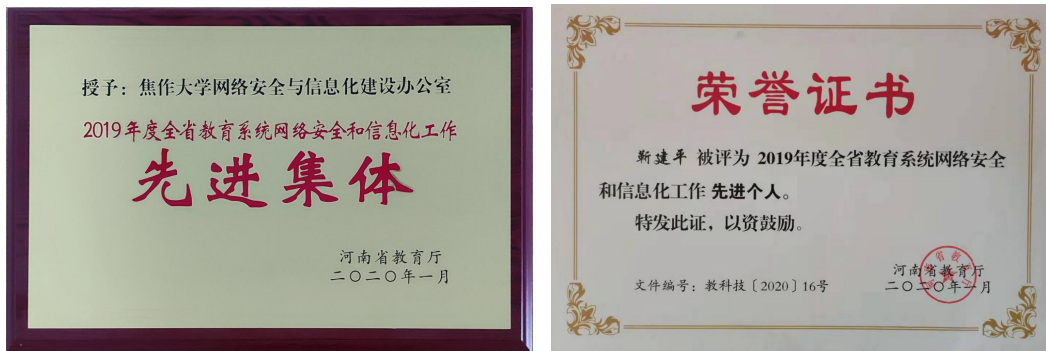 授予：焦作大学网络安全与信息化建设办公室
2019年度全省教育系统网络安全和信息化工作
先进集体
河南省教育厅
二〇二〇年一月
荣誉证书
靳建平 被评为 2019年度全省教育系统网络安全
和信息化工作 先进个人。
特发此证，以资鼓励。
河南省教育厅
文件编号：教科技〔2020〕16号
二〇二〇年一月